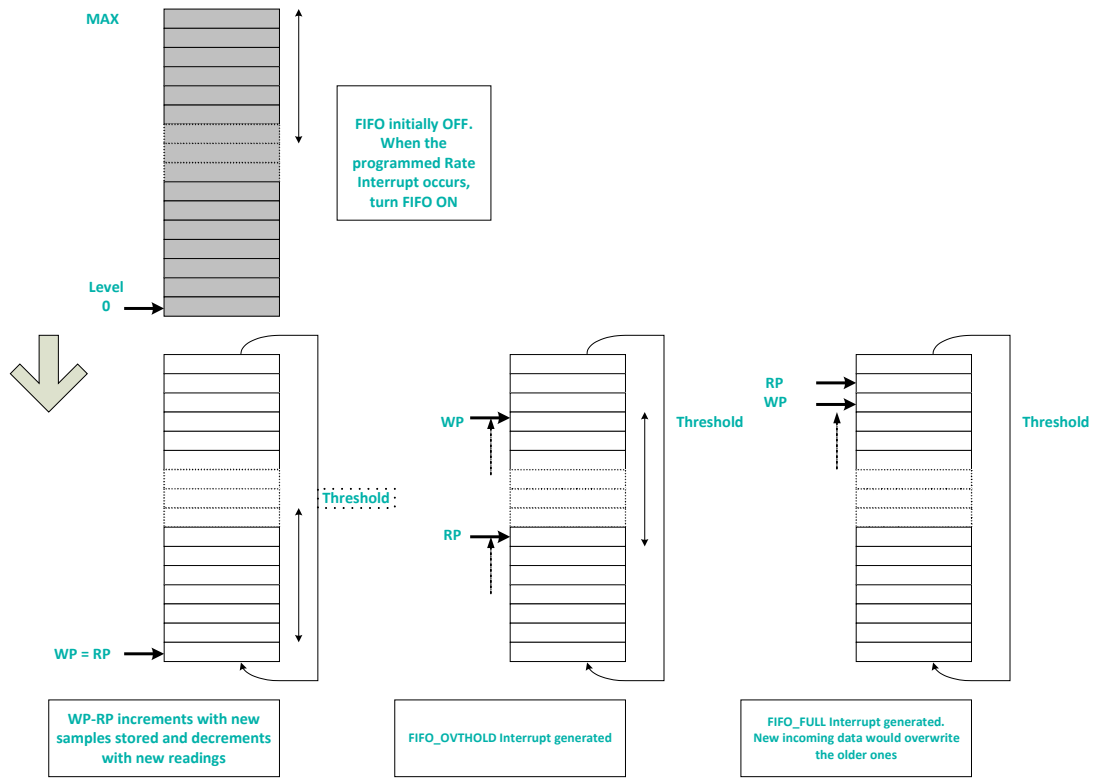 MAX
FIFO initially OFF.
When the
programmed Rate
Interrupt occurs,
turn FIFO ON
Level
0
WP = RP
Threshold
WP
RP
Threshold
RP
WP
Threshold
WP-RP increments with new
samples stored and decrements
with new readings
FIFO_OVTHOLD Interrupt generated
FIFO_FULL Interrupt generated.
New incoming data would overwrite
the older ones